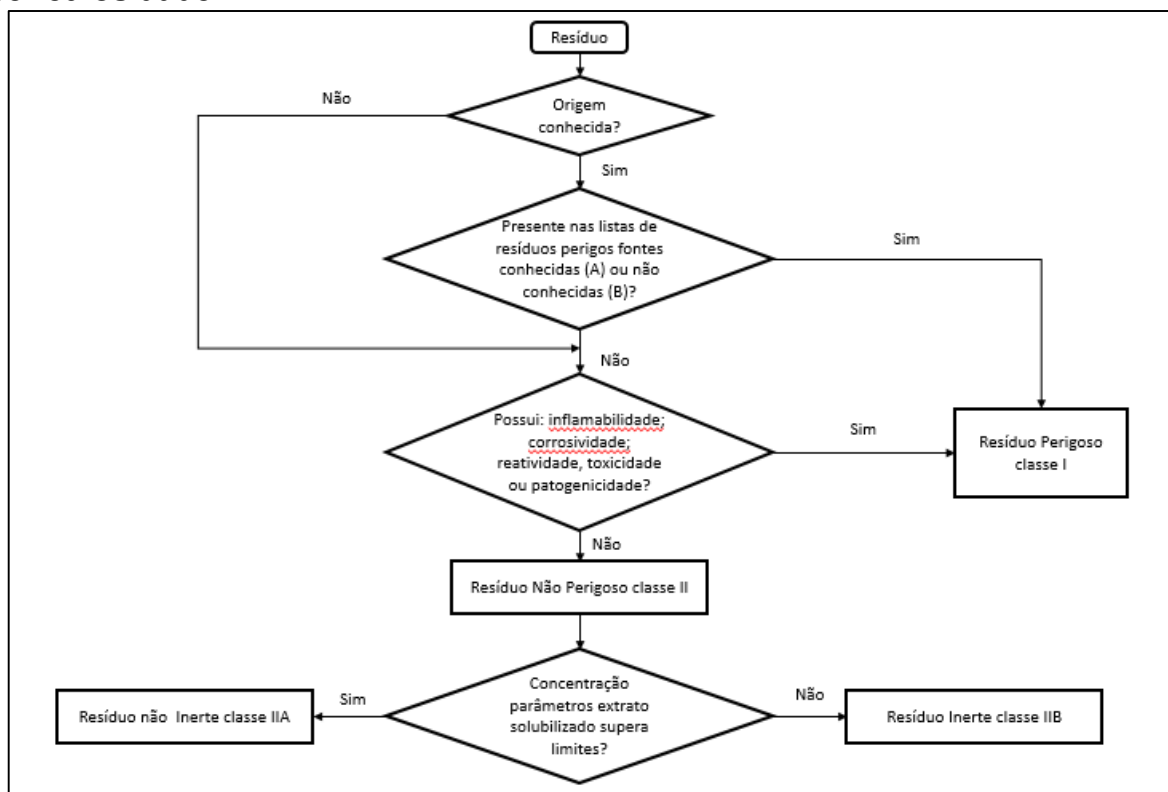 Resíduo
Não
Origem
conhecida?
Sim
Presente nas listas de
resíduos perigos fontes
conhecidas (A) ou não
conhecidas (B)?
Sim
Não
Possui: inflamabilidade;
corrosividade;
reatividade, toxicidade
ou patogenicidade?
Sim
Resíduo Perigoso
classe I
Não
Resíduo Não Perigoso classe II
Concentração
parâmetros extrato
solubilizado supera
limites?
Sim
Não
Resíduo não Inerte classe IIA
Resíduo Inerte classe IIB